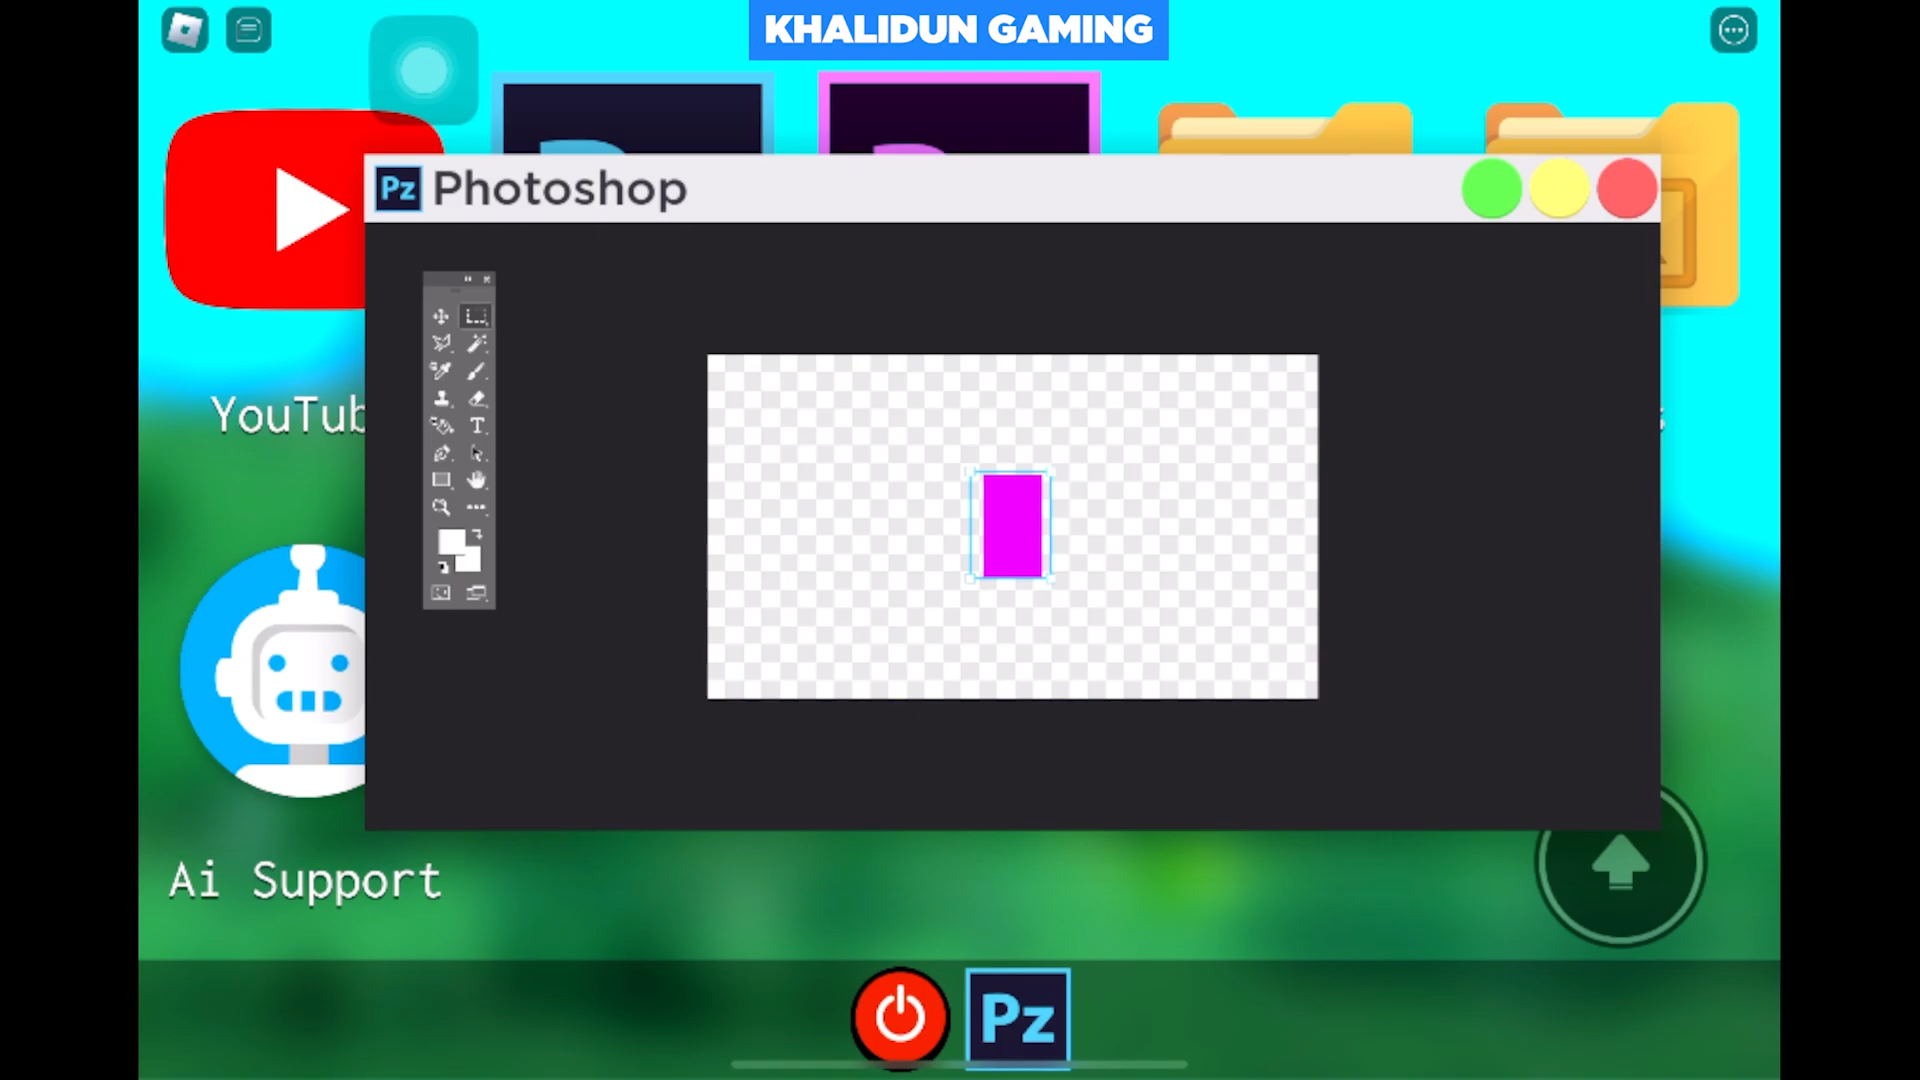 KHALIDUN GAMING
Pz Photoshop
YouTub
Ai Support
Pz